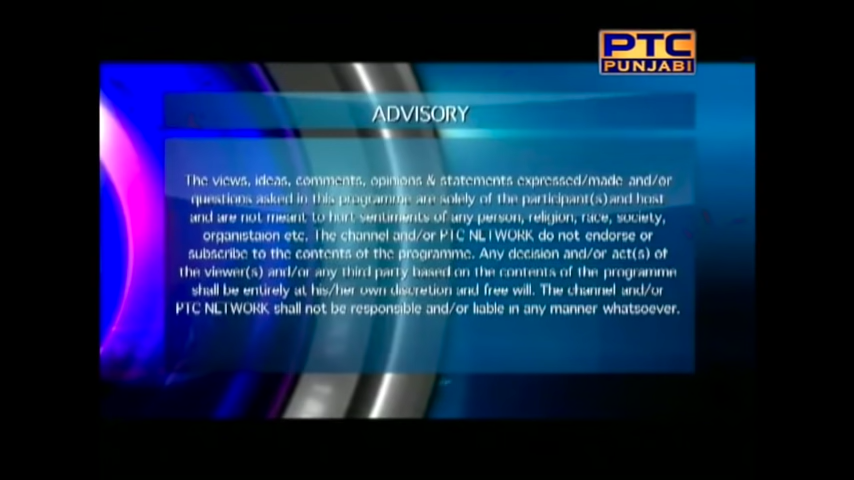 PTC
PUNJABI
ADVISORY
The views, ideas, comments, opinions & statements expressed/made and/or
questions asked in this programme are solely of the participant(s)and host
and are not meant to hurt sentiments of any person, religion, race, society,
organistaion etc. The channel and/or PTC NETWORK do not endorse or
subscribe to the contents of the programme. Any decision and/or act(s) of
the viewer(s) and/or any third party based on the contents of the programme
shall be entirely at his/her own discretion and free will. The channel and/or
PTC NETWORK shall not be responsible and/or liable in any manner whatsoever.